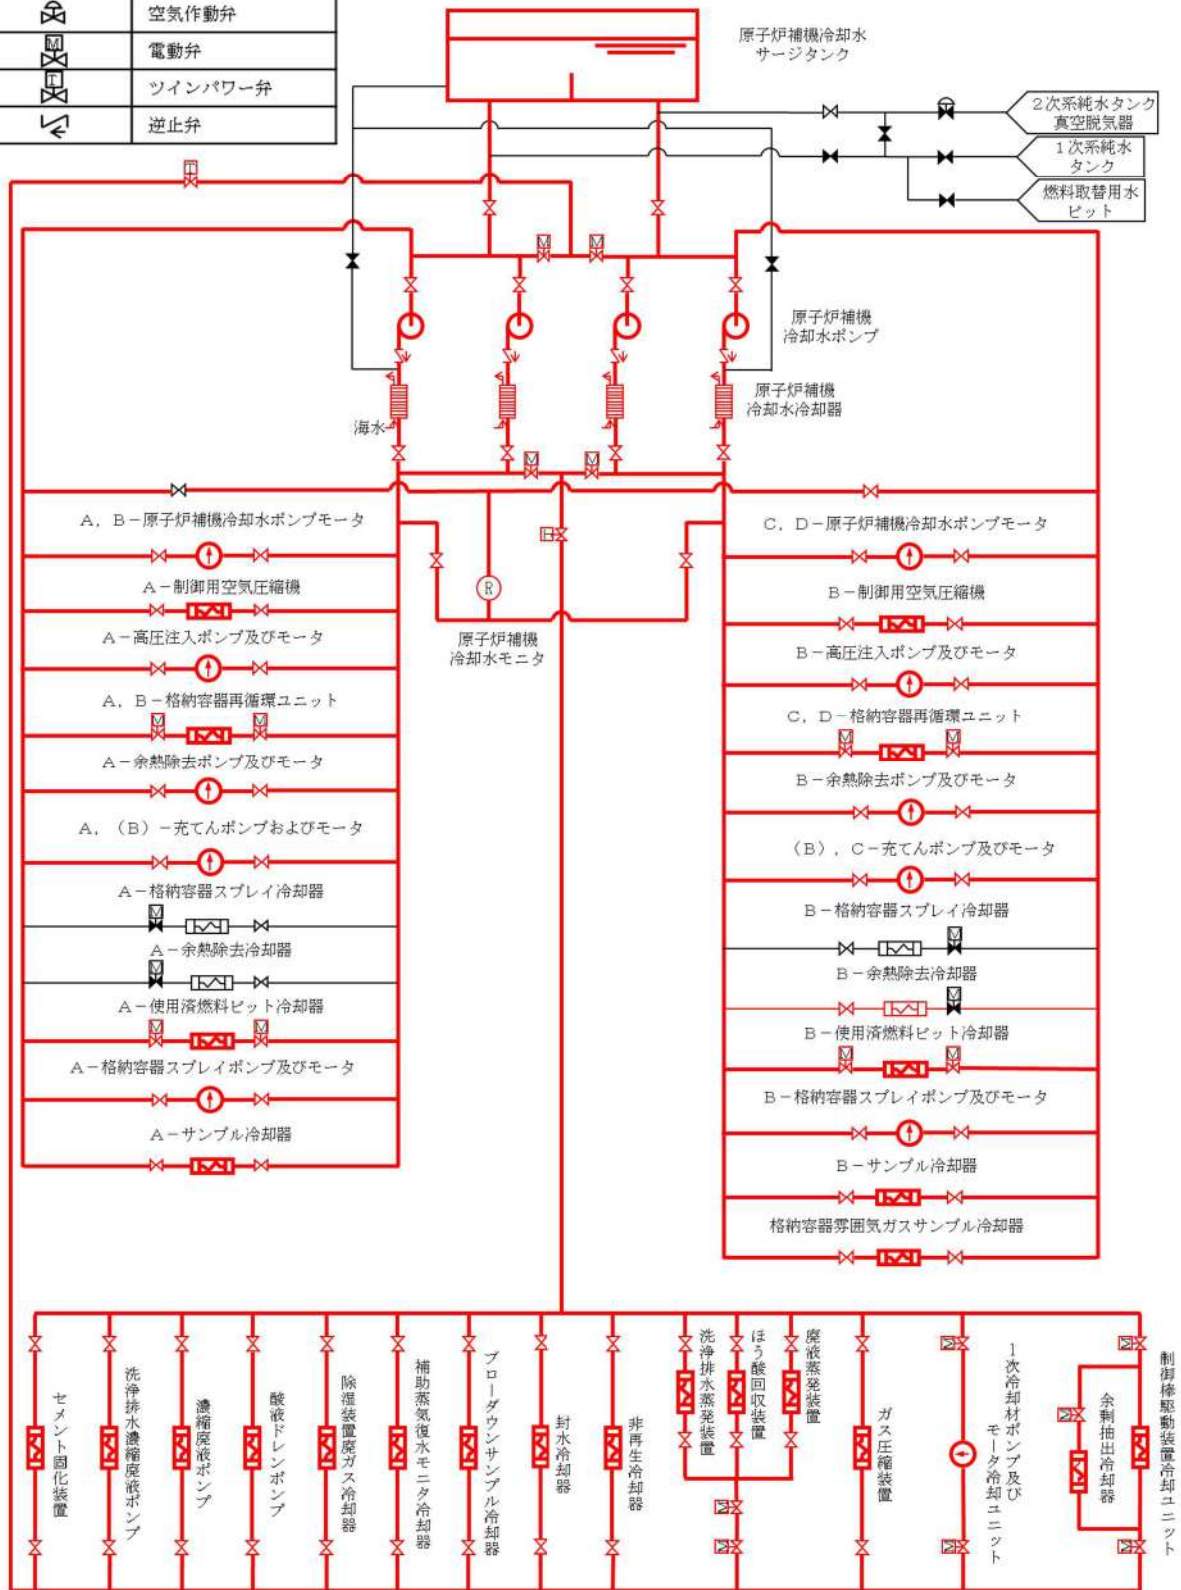 空気作動弁
M
電動弁
T
ツインパワー弁
逆止弁
原子炉補機冷却水
サージタンク
2次系純水タンク
真空脱気器
1次系純水
タンク
燃料取替用水
ピット
T
M
M
原子炉補機
冷却水ポンプ
原子炉補機
冷却水冷却器
海水
M
M
A，B－原子炉補機冷却水ポンプモータ
A－制御用空気圧縮機
A－高圧注入ポンプ及びモータ
A，B－格納容器再循環ユニット
M
M
A－余熱除去ポンプ及びモータ
A，（B）－充てんポンプおよびモータ
A－格納容器スプレイ冷却器
M
A－余熱除去冷却器
M
A－使用済燃料ピット冷却器
M
M
A－格納容器スプレイポンプ及びモータ
A－サンプル冷却器
T
R
原子炉補機
冷却水モニタ
C，D－原子炉補機冷却水ポンプモータ
B－制御用空気圧縮機
B－高圧注入ポンプ及びモータ
C，D－格納容器再循環ユニット
M
M
B－余熱除去ポンプ及びモータ
（B），C－充てんポンプ及びモータ
B－格納容器スプレイ冷却器
M
B－余熱除去冷却器
M
B－使用済燃料ピット冷却器
M
M
B－格納容器スプレイポンプ及びモータ
B－サンプル冷却器
格納容器雰囲気ガスサンプル冷却器
セメント固化装置
洗浄排水濃縮廃液ポンプ
濃縮廃液ポンプ
酸液ドレンポンプ
除湿装置廃ガス冷却器
補助蒸気復水モニタ冷却器
ブローダウンサンプル冷却器
封水冷却器
非再生冷却器
洗浄排水蒸発装置
ほう酸回収装置
廃液蒸発装置
M
M
ガス圧縮装置
M
M
1次冷却材ポンプ及び
モータ冷却ユニット
M
M
M
余剰抽出冷却器
制御棒駆動装置冷却ユニット